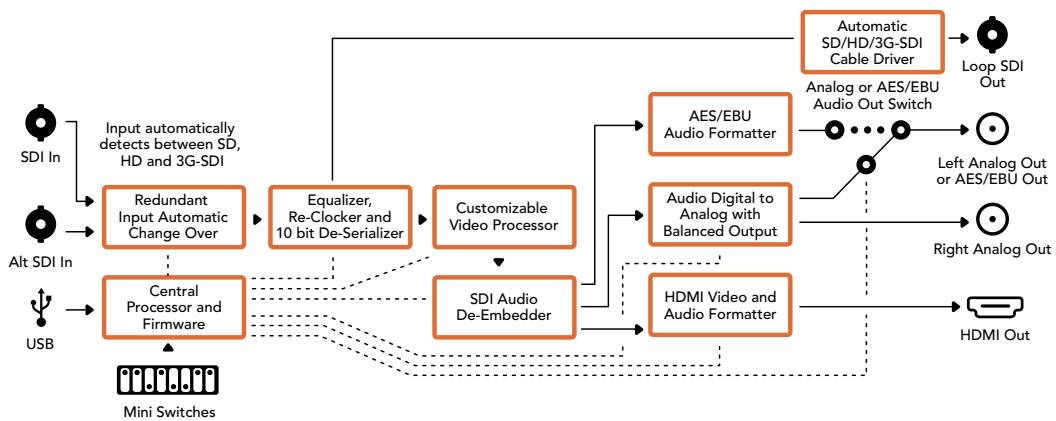 Automatic
SD/HD/3G-SDI
Cable Driver
Loop SDI
Out
Analog or AES/EBU
Audio Out Switch
SDI In
Input automatically
detects between SD,
HD and 3G-SDI
AES/EBU
Audio Formatter
Left Analog Out
or AES/EBU Out
Redundant
Input Automatic
Change Over
Equalizer,
Re-Clocker and
10 bit De-Serializer
Customizable
Video Processor
Audio Digital to
Analog with
Balanced Output
Alt SDI In
Right Analog Out
Central
Processor and
Firmware
SDI Audio
De-Embedder
HDMI Video and
Audio Formatter
USB
HDMI Out
Mini Switches